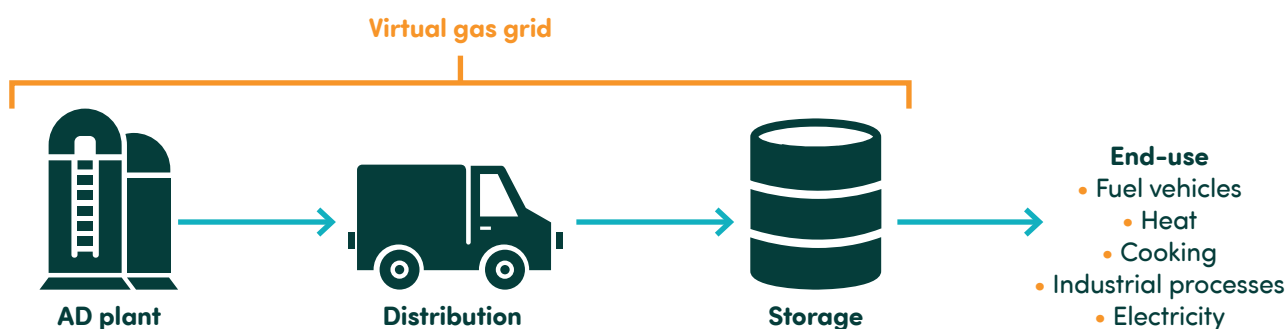 Virtual gas grid
AD plant
Distribution
Storage
End-use
• Fuel vehicles
• Heat
• Cooking
• Industrial processes
• Electricity